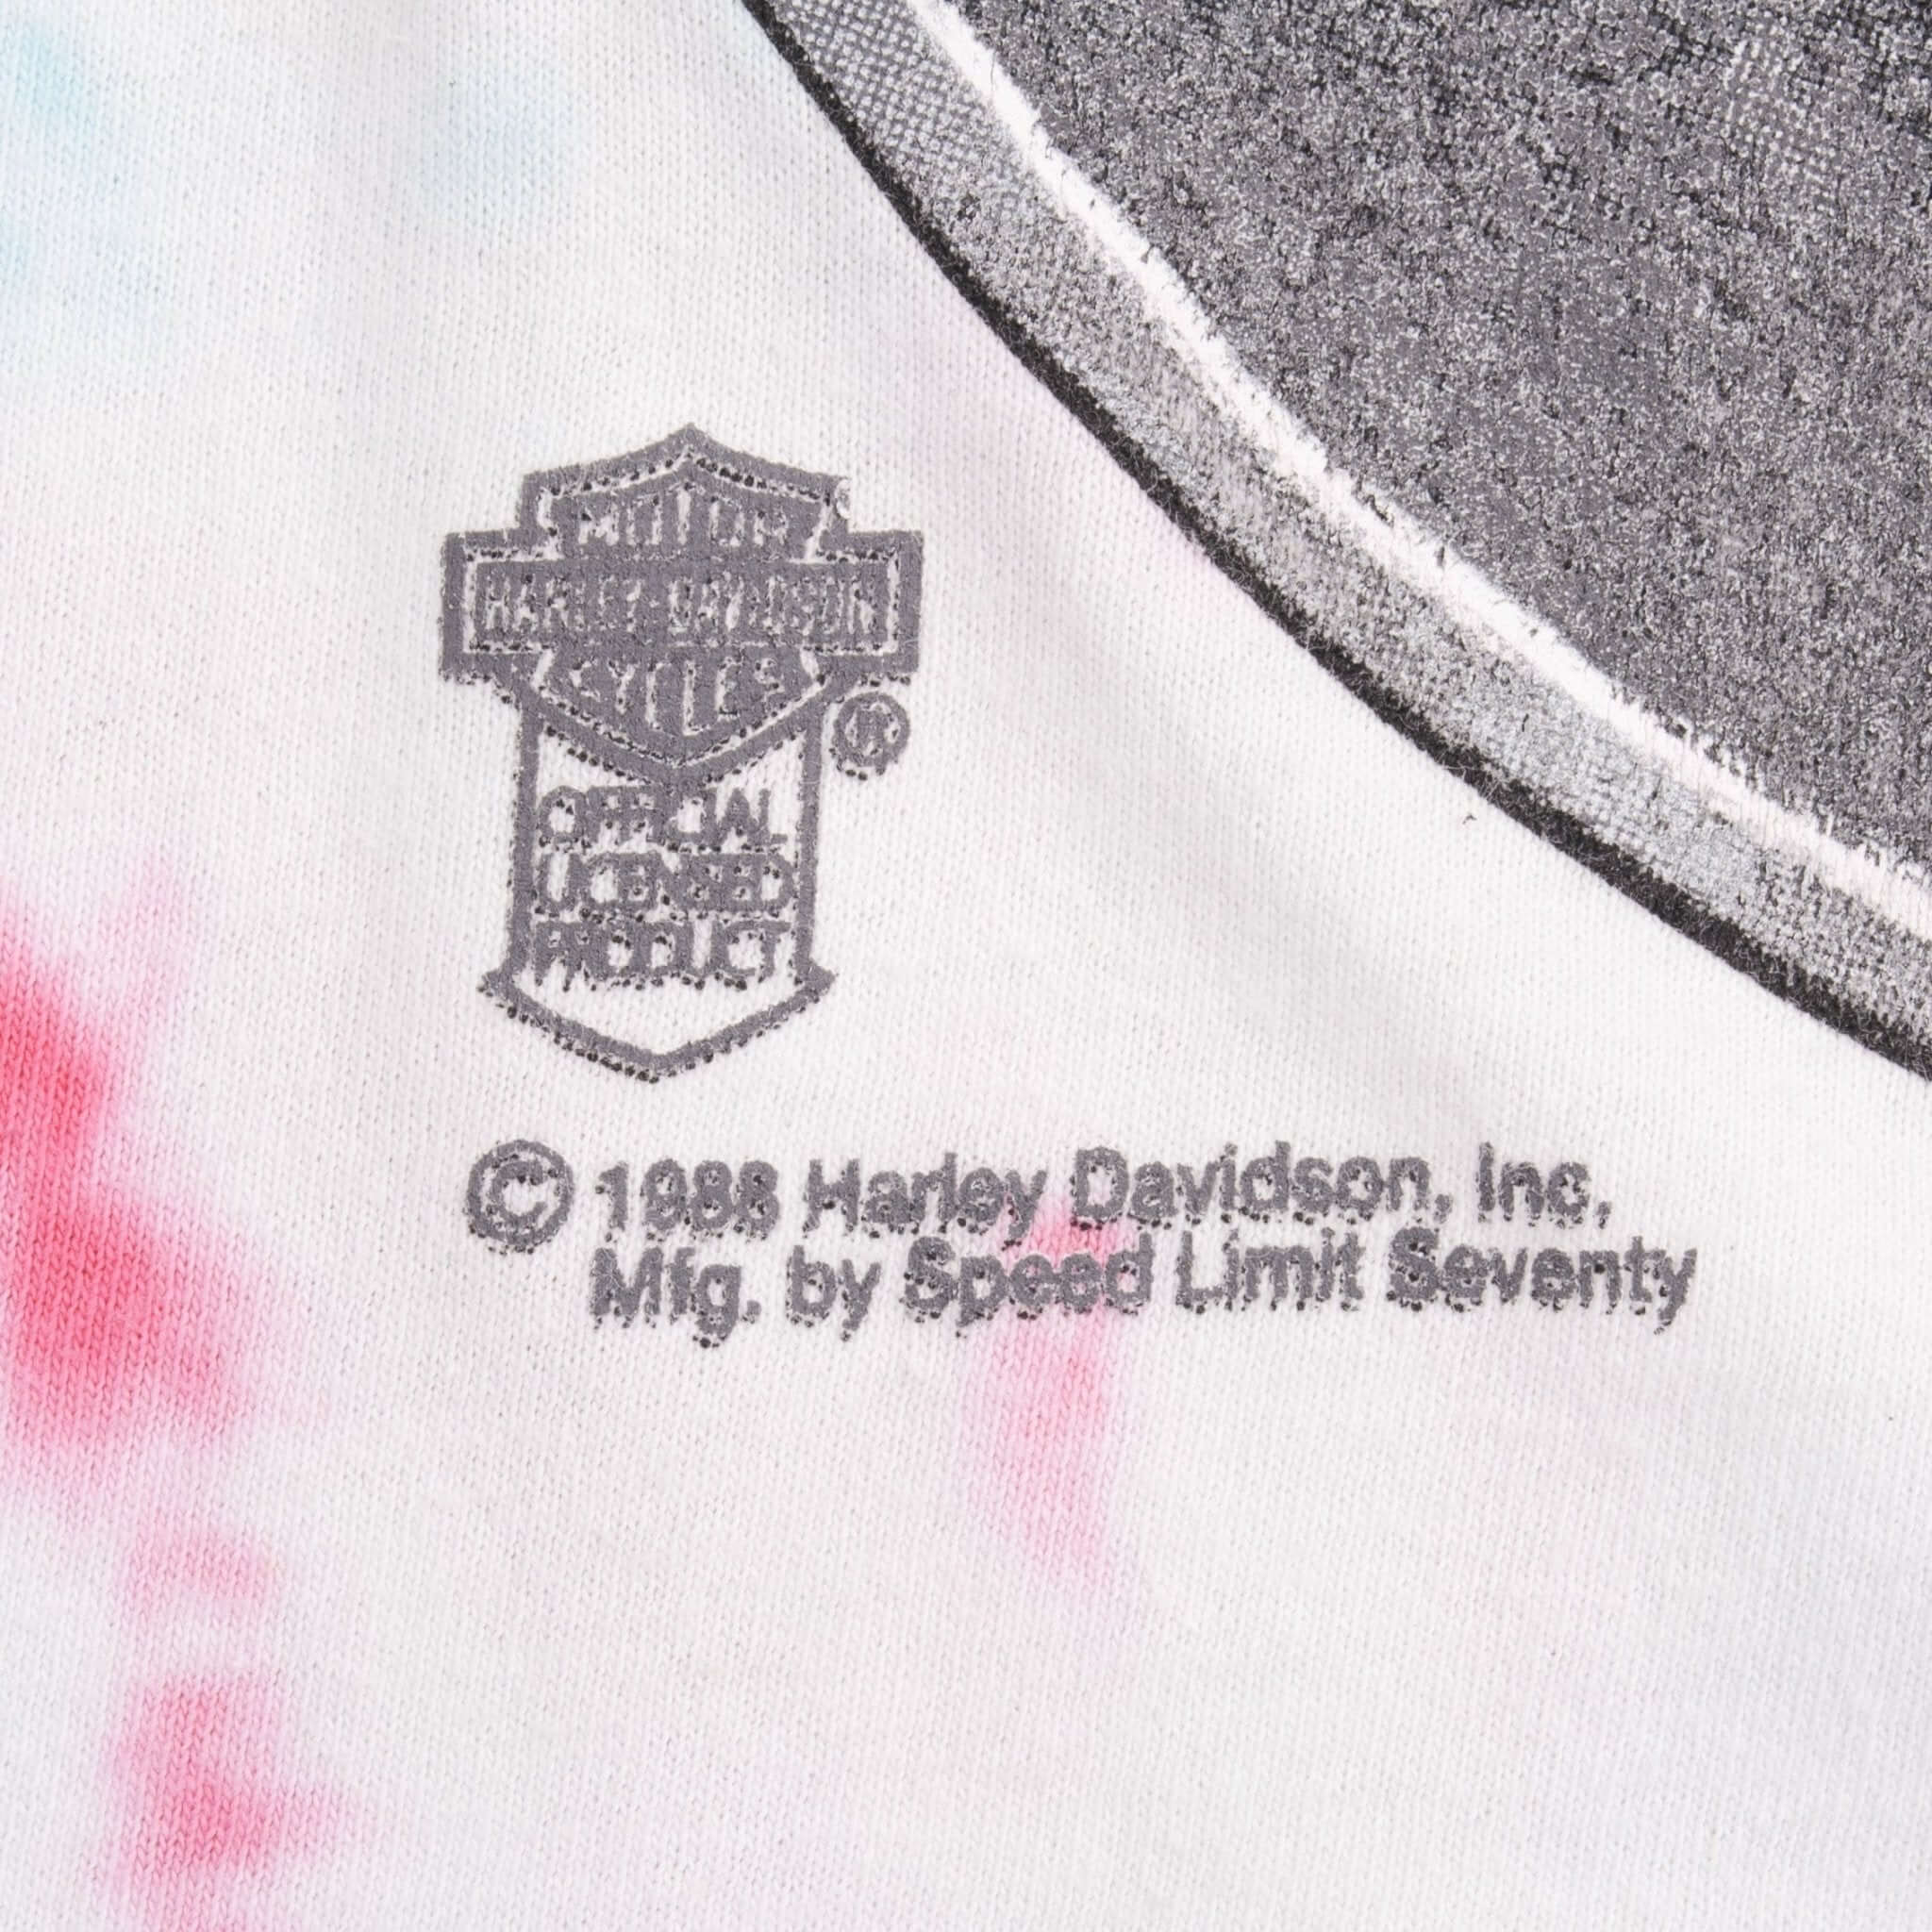 MOTOR
HARLEY-DAVIDSON
CYCLES
®
OFFICIAL
LICENSED
PRODUCT
© 1988 Harley Davidson, Inc,
Mfg. by Speed Limit Seventy